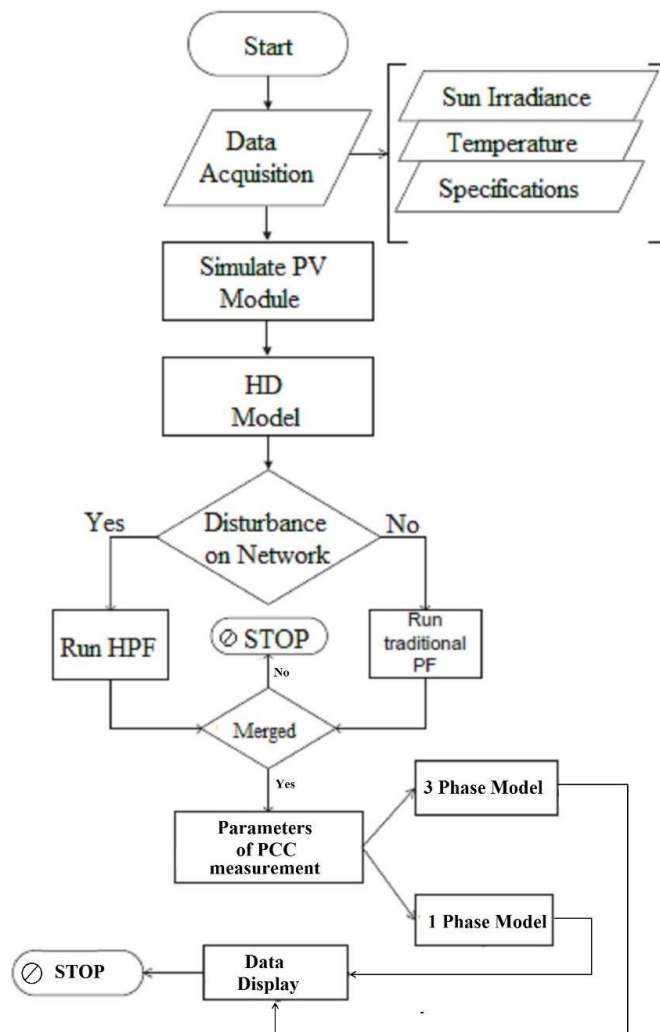 Start
Data
Acquisition
Sun Irradiance
Temperature
Specifications
Simulate PV
Module
HD
Model
Yes
Disturbance
on Network
No
Run HPF
STOP
Run
traditional
PF
No
Merged
Yes
Parameters
of PCC
measurement
3 Phase Model
1 Phase Model
STOP
Data
Display